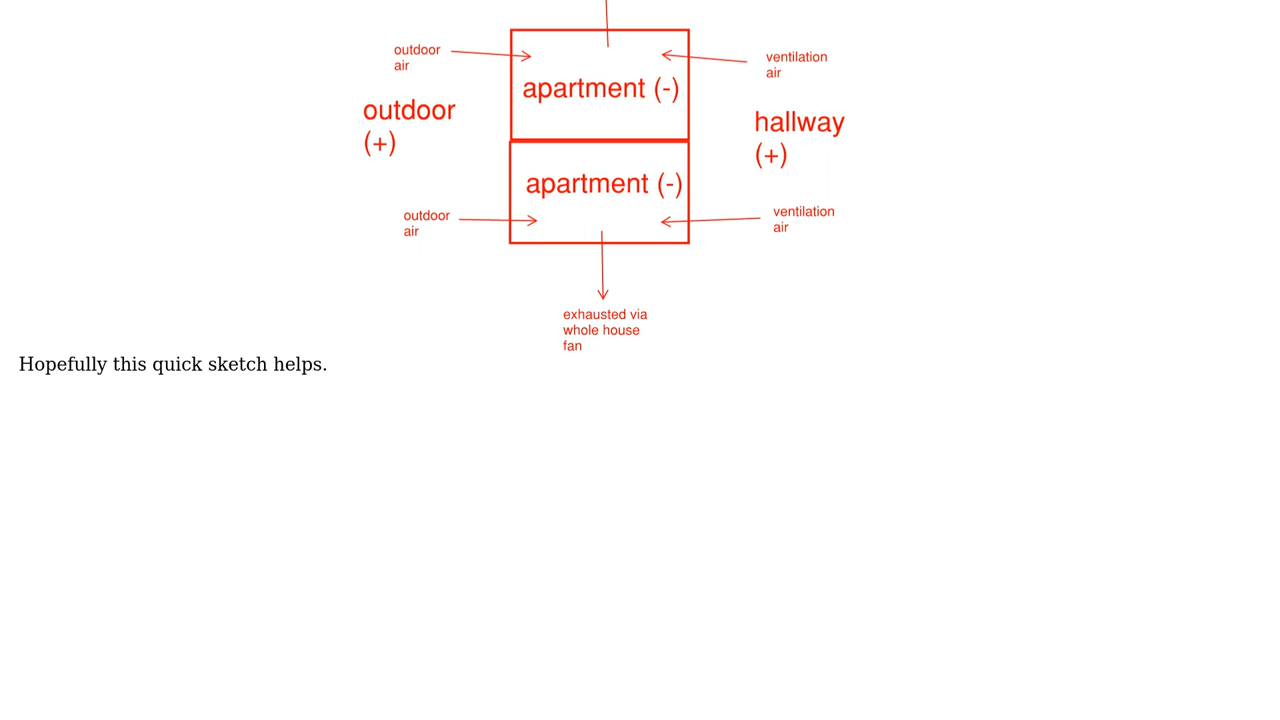 outdoor
air
ventilation
air
apartment (-)
outdoor
(+)
hallway
(+)
apartment (-)
outdoor
air
ventilation
air
exhausted via
whole house
fan
Hopefully this quick sketch helps.